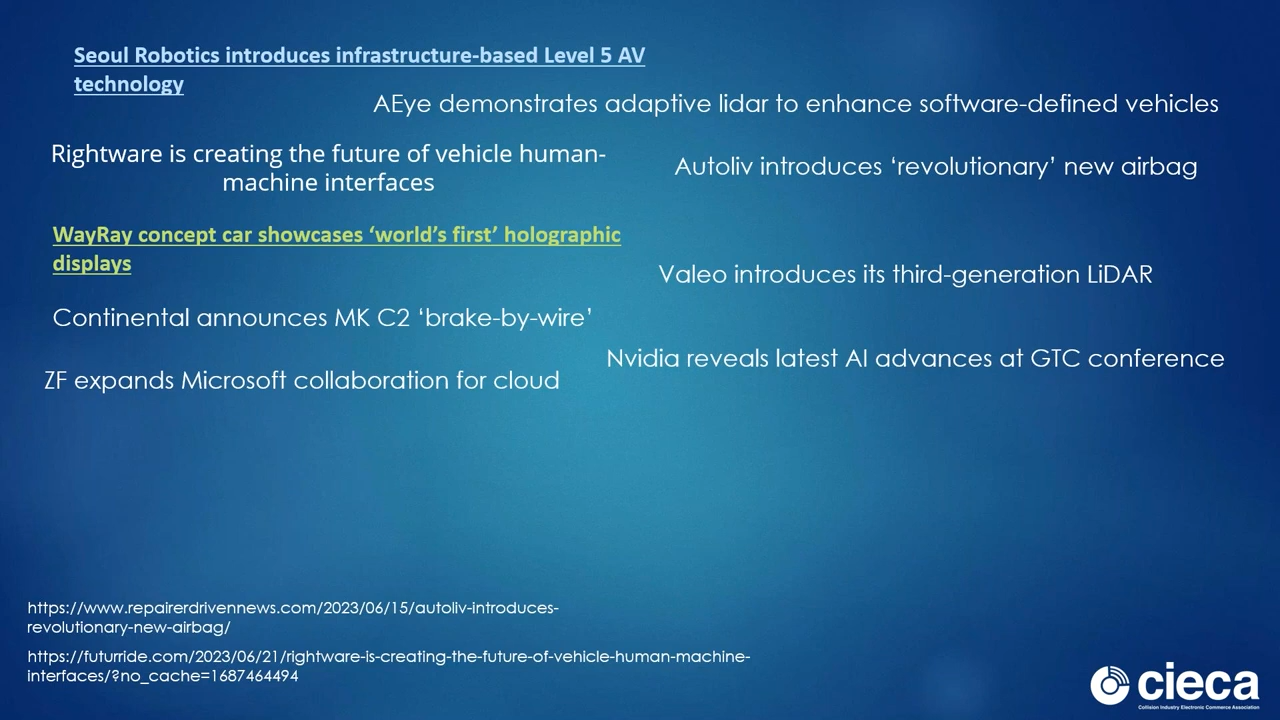 Seoul Robotics introduces infrastructure-based Level 5 AV
technology
AEye demonstrates adaptive lidar to enhance software-defined vehicles
Rightware is creating the future of vehicle human-
machine interfaces
Autoliv introduces ‘revolutionary’ new airbag
WayRay concept car showcases ‘world’s first’ holographic
displays
Valeo introduces its third-generation LiDAR
Continental announces MK C2 ‘brake-by-wire’
Nvidia reveals latest AI advances at GTC conference
ZF expands Microsoft collaboration for cloud
https://www.repairerdrivennews.com/2023/06/15/autoliv-introduces-
revolutionary-new-airbag/
https://futurride.com/2023/06/21/rightware-is-creating-the-future-of-vehicle-human-machine-
interfaces/?no_cache=1687464494
cieca
Collision Industry Electronic Commerce Association